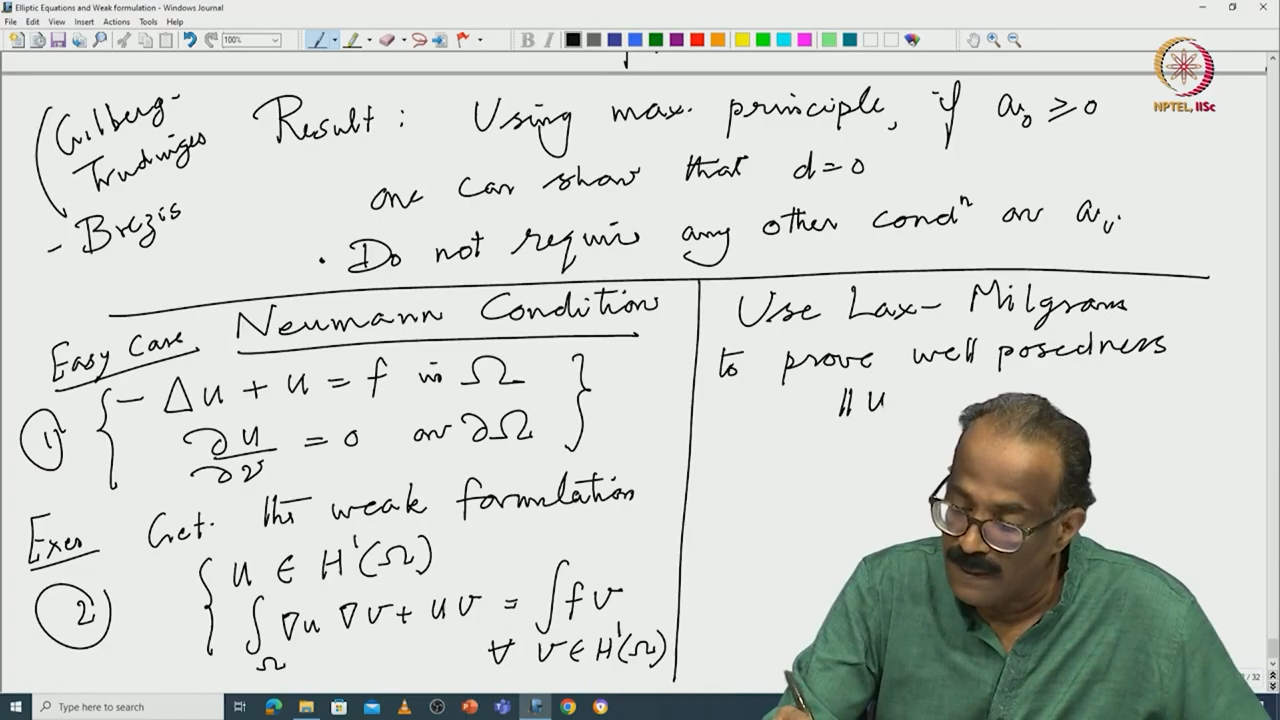 Elliptic Equations and Weak formulation - Windows Journal
File Edit View Insert Actions Tools Help
100%
B I
NPTEL, IISc
Gilberg-
Trudinger
- Brezis
Result : Using max. principle, if a₀ ≥ 0
one can show that d = 0
• Do not require any other condⁿ on aᵢ.
Easy Case Neumann Condition
1) { - Δu + u = f in Ω }
∂u/∂ν = 0 on ∂Ω
Exer Get the weak formulation
2) { u ∈ H¹(Ω)
∫_Ω ∇u ∇v + u v = ∫ f v
∀ v ∈ H¹(Ω)
Use Lax-Milgram
to prove well posedness
|| u
/ 32
Type here to search